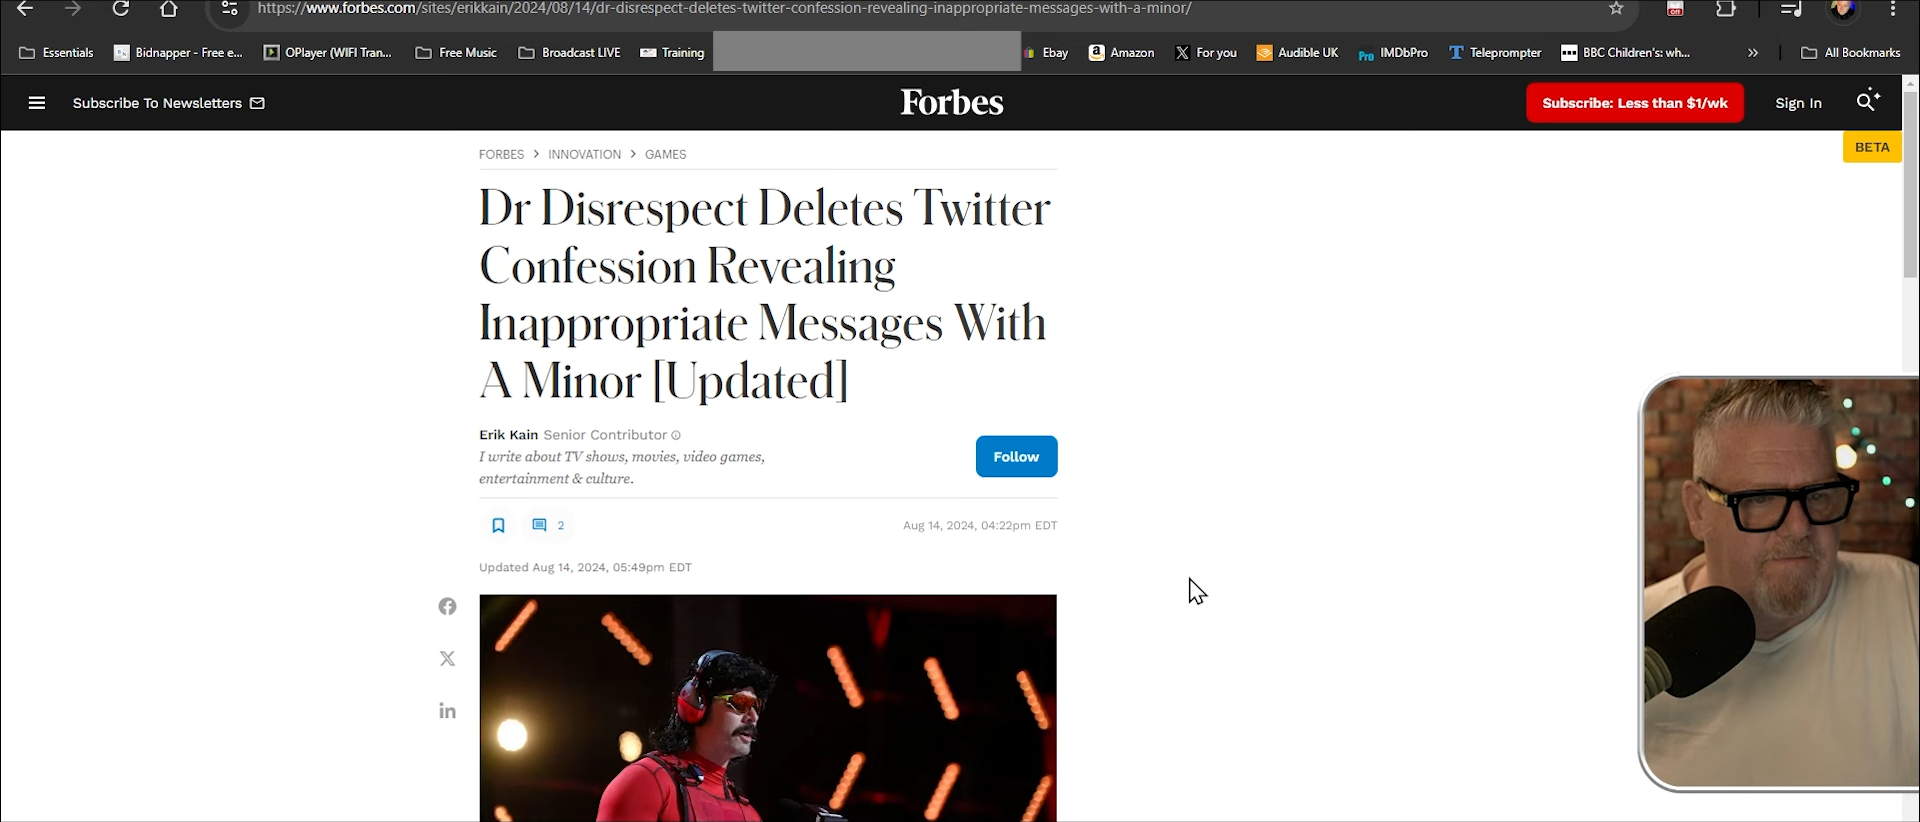 https://www.forbes.com/sites/erikkain/2024/08/14/dr-disrespect-deletes-twitter-confession-revealing-inappropriate-messages-with-a-minor/
Essentials Bidnapper - Free e... OPlayer (WIFI Tran... Free Music Broadcast LIVE Training Ebay Amazon For you Audible UK IMDbPro Teleprompter BBC Children's: wh... » All Bookmarks
Subscribe To Newsletters Forbes Subscribe: Less than $1/wk Sign In
BETA
FORBES > INNOVATION > GAMES
Dr Disrespect Deletes Twitter
Confession Revealing
Inappropriate Messages With
A Minor [Updated]
Erik Kain Senior Contributor
I write about TV shows, movies, video games,
entertainment & culture.
Follow
2
Aug 14, 2024, 04:22pm EDT
Updated Aug 14, 2024, 05:49pm EDT